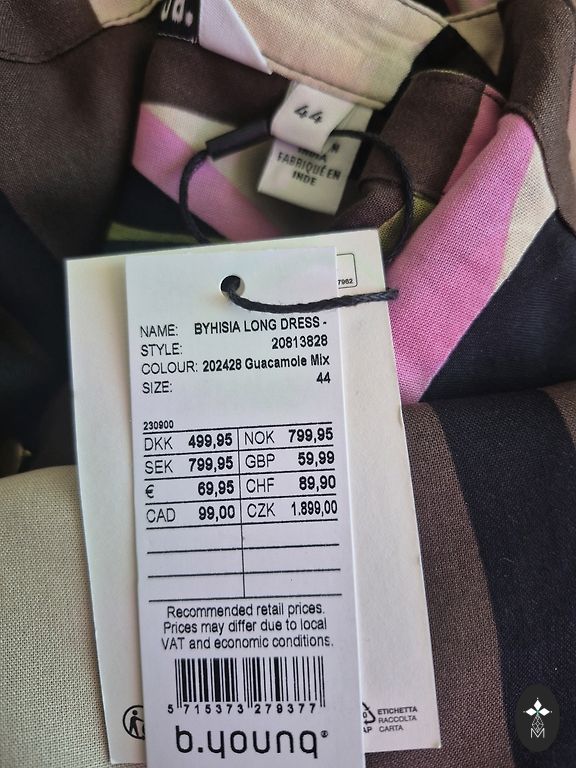 44
INDIA
FABRIQUÉ EN
INDE
7962
NAME: BYHISIA LONG DRESS -
STYLE: 20813828
COLOUR: 202428 Guacamole Mix
SIZE: 44
230900
DKK 499,95 NOK 799,95
SEK 799,95 GBP 59,99
€ 69,95 CHF 89,90
CAD 99,00 CZK 1.899,00
Recommended retail prices.
Prices may differ due to local
VAT and economic conditions.
5 715373 279377
b.young®
ETICHETTA
RACCOLTA
CARTA